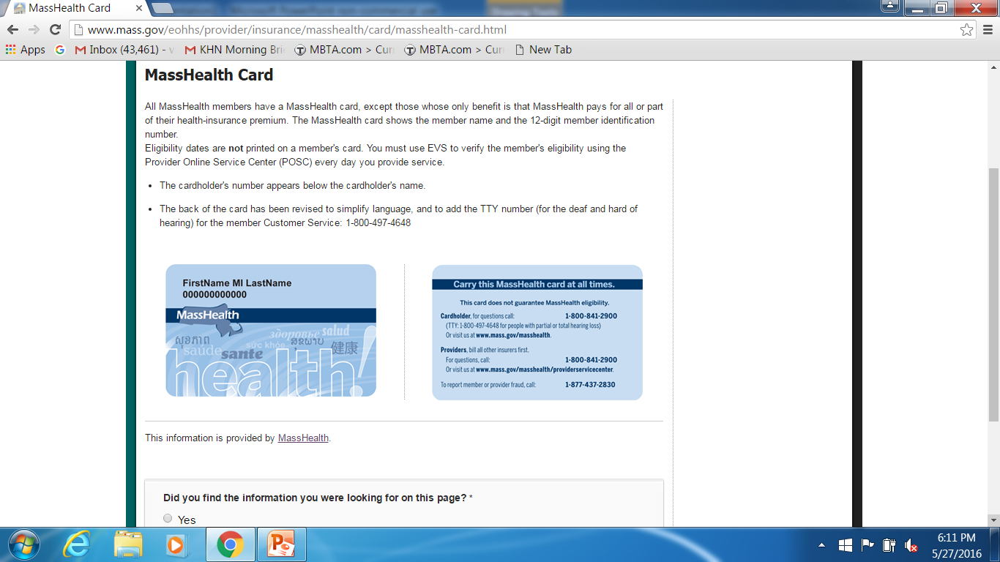 MassHealth Card
www.mass.gov/eohhs/provider/insurance/masshealth/card/masshealth-card.html
Apps
Inbox (43,461) - v
KHN Morning Bri
MBTA.com > Curr
MBTA.com > Curr
New Tab
MassHealth Card
All MassHealth members have a MassHealth card, except those whose only benefit is that MassHealth pays for all or part
of their health-insurance premium. The MassHealth card shows the member name and the 12-digit member identification
number.
Eligibility dates are not printed on a member's card. You must use EVS to verify the member's eligibility using the
Provider Online Service Center (POSC) every day you provide service.
• The cardholder's number appears below the cardholder's name.
• The back of the card has been revised to simplify language, and to add the TTY number (for the deaf and hard of
hearing) for the member Customer Service: 1-800-497-4648
FirstName MI LastName
000000000000
MassHealth
здоровье salud
សុខភាព sức khỏe ສຸຂພາບ 健康
saúde sante
health!
Carry this MassHealth card at all times.
This card does not guarantee MassHealth eligibility.
Cardholder, for questions call: 1-800-841-2900
(TTY: 1-800-497-4648 for people with partial or total hearing loss)
Or visit us at www.mass.gov/masshealth.
Providers, bill all other insurers first.
For questions, call: 1-800-841-2900
Or visit us at www.mass.gov/masshealth/providerservicecenter.
To report member or provider fraud, call: 1-877-437-2830
This information is provided by MassHealth.
Did you find the information you were looking for on this page? *
Yes
6:11 PM
5/27/2016